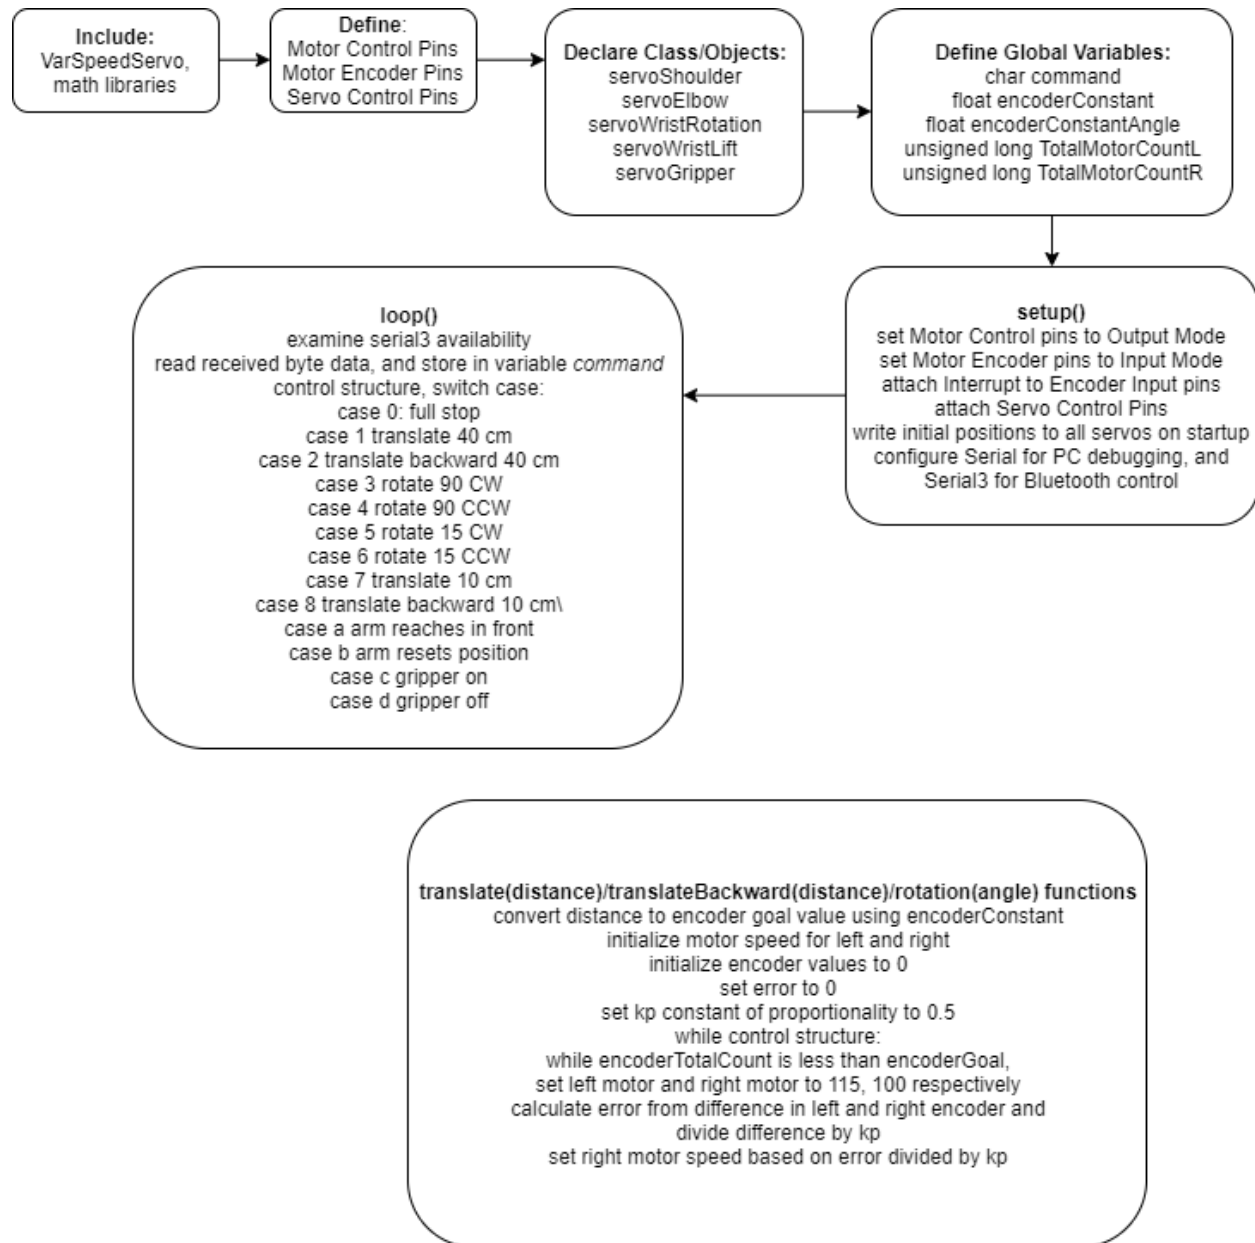 Include:
VarSpeedServo,
math libraries
Define:
Motor Control Pins
Motor Encoder Pins
Servo Control Pins
Declare Class/Objects:
servoShoulder
servoElbow
servoWristRotation
servoWristLift
servoGripper
Define Global Variables:
char command
float encoderConstant
float encoderConstantAngle
unsigned long TotalMotorCountL
unsigned long TotalMotorCountR
setup()
set Motor Control pins to Output Mode
set Motor Encoder pins to Input Mode
attach Interrupt to Encoder Input pins
attach Servo Control Pins
write initial positions to all servos on startup
configure Serial for PC debugging, and
Serial3 for Bluetooth control
loop()
examine serial3 availability
read received byte data, and store in variable command
control structure, switch case:
case 0: full stop
case 1 translate 40 cm
case 2 translate backward 40 cm
case 3 rotate 90 CW
case 4 rotate 90 CCW
case 5 rotate 15 CW
case 6 rotate 15 CCW
case 7 translate 10 cm
case 8 translate backward 10 cm\
case a arm reaches in front
case b arm resets position
case c gripper on
case d gripper off
translate(distance)/translateBackward(distance)/rotation(angle) functions
convert distance to encoder goal value using encoderConstant
initialize motor speed for left and right
initialize encoder values to 0
set error to 0
set kp constant of proportionality to 0.5
while control structure:
while encoderTotalCount is less than encoderGoal,
set left motor and right motor to 115, 100 respectively
calculate error from difference in left and right encoder and
divide difference by kp
set right motor speed based on error divided by kp